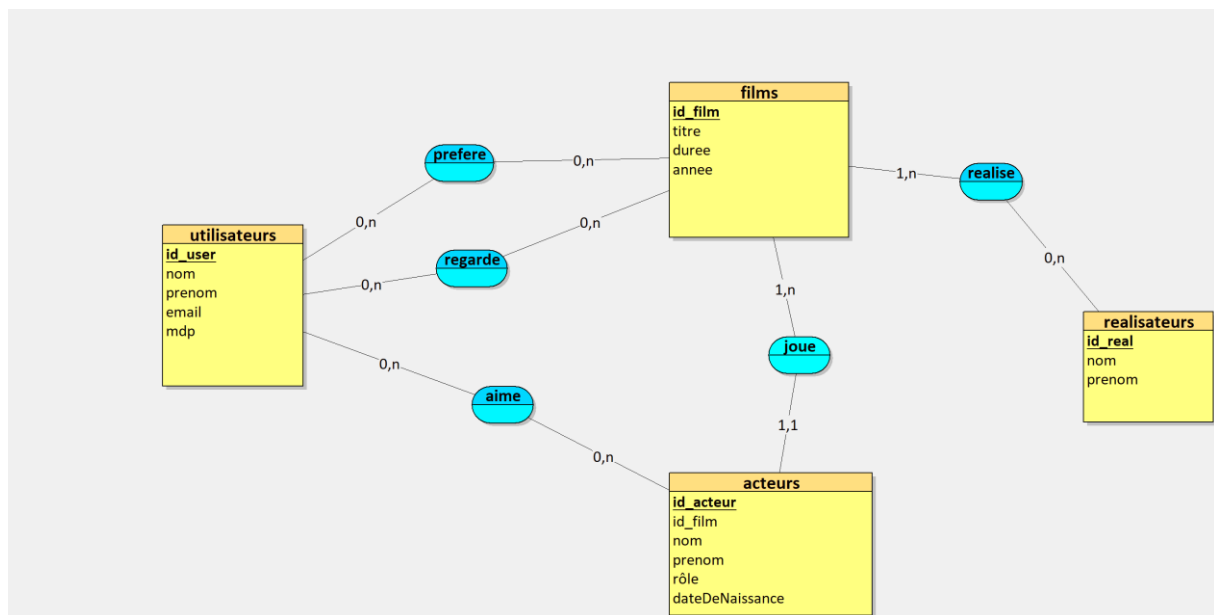 films
id_film
titre
duree
annee
prefere
0,n
0,n
1,n
realise
utilisateurs
id_user
nom
prenom
email
mdp
0,n
regarde
0,n
0,n
1,n
realisateurs
id_real
nom
prenom
joue
0,n
aime
1,1
0,n
acteurs
id_acteur
id_film
nom
prenom
rôle
dateDeNaissance